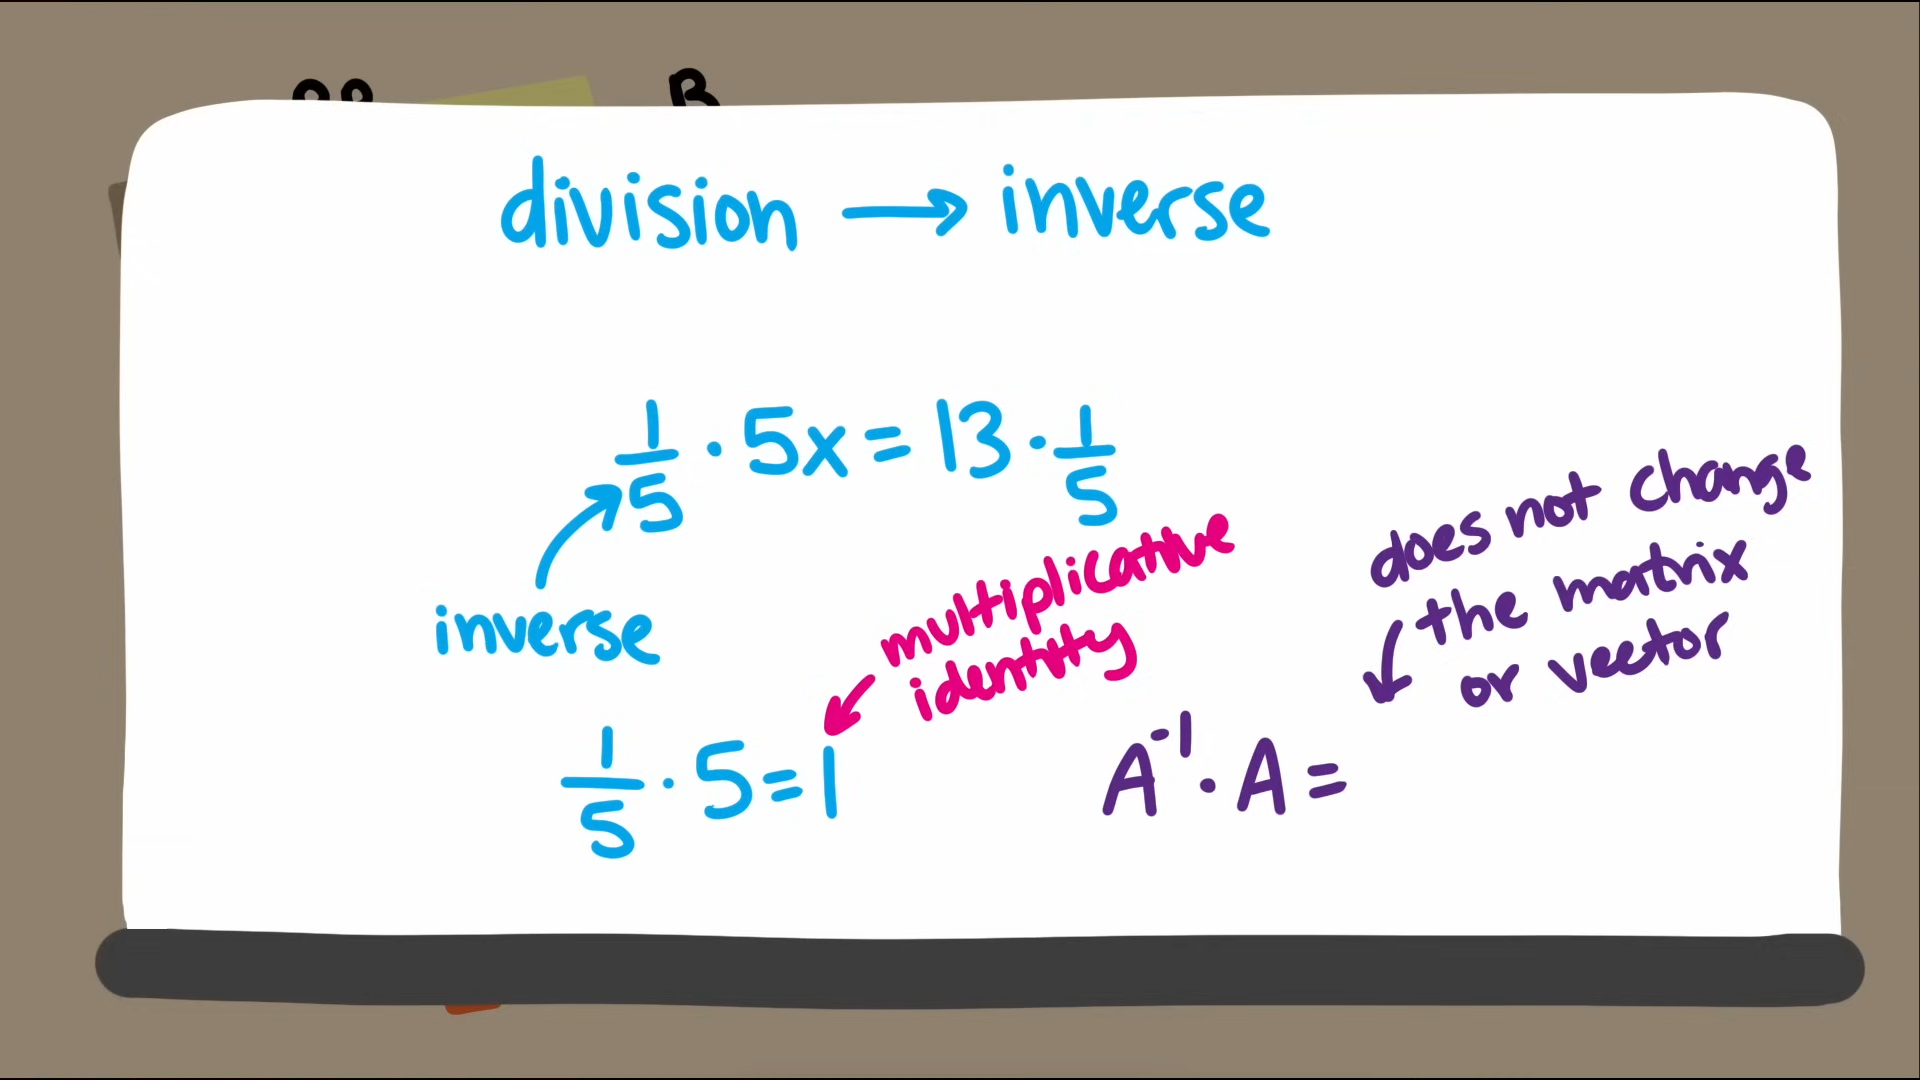 B
division → inverse
1/5 · 5x = 13 · 1/5
inverse
multiplicative
identity
does not change
the matrix
or vector
1/5 · 5 = 1
A⁻¹ · A =